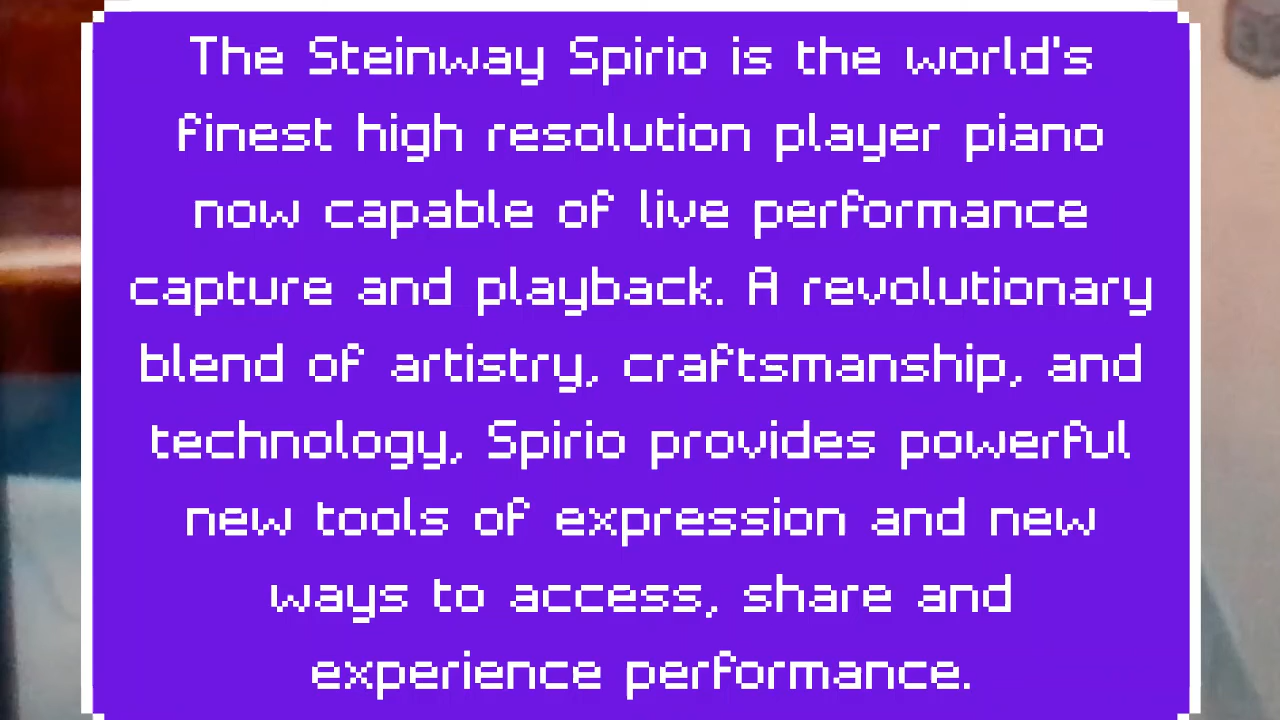 The Steinway Spirio is the world's
finest high resolution player piano
now capable of live performance
capture and playback. A revolutionary
blend of artistry, craftsmanship, and
technology, Spirio provides powerful
new tools of expression and new
ways to access, share and
experience performance.